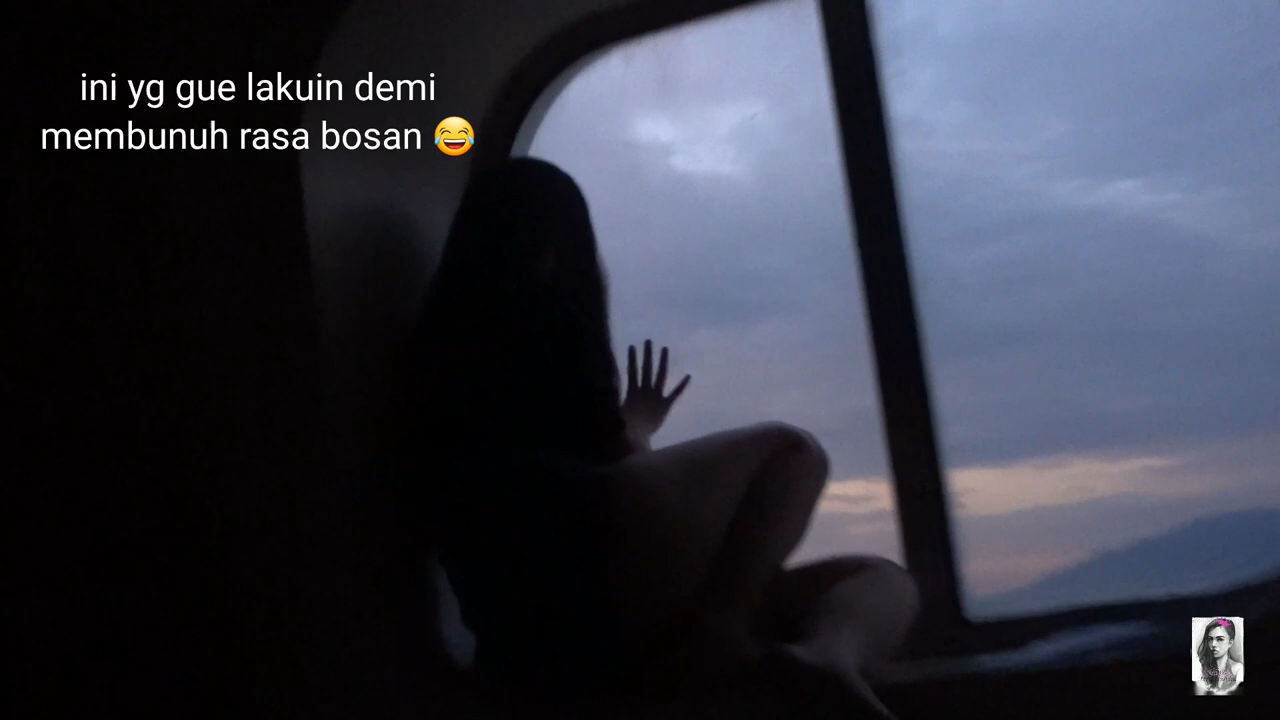 ini yg gue lakuin demi
membunuh rasa bosan 😂